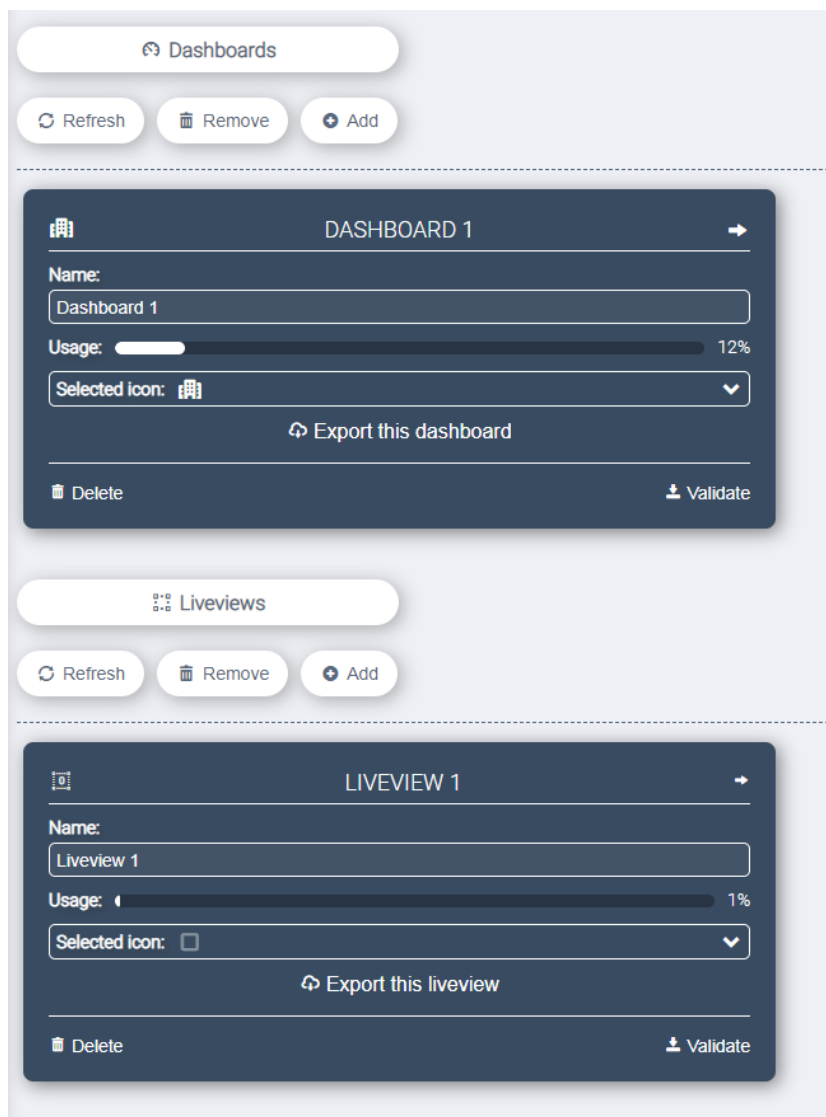 Dashboards
Refresh Remove Add
DASHBOARD 1
Name:
Dashboard 1
Usage: 12%
Selected icon:
Export this dashboard
Delete Validate
Liveviews
Refresh Remove Add
LIVEVIEW 1
Name:
Liveview 1
Usage: 1%
Selected icon:
Export this liveview
Delete Validate